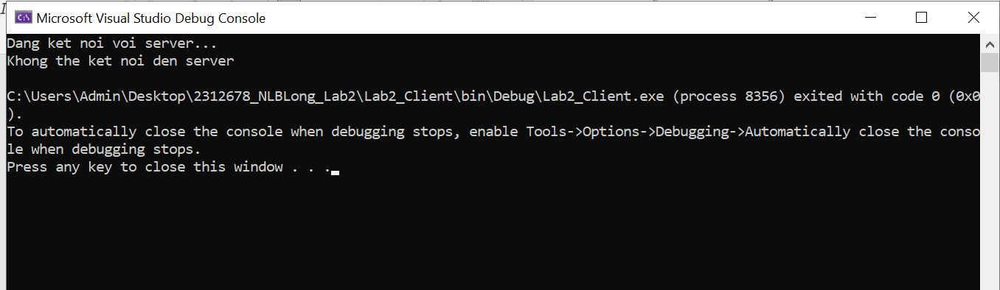 Microsoft Visual Studio Debug Console
Dang ket noi voi server...
Khong the ket noi den server
C:\Users\Admin\Desktop\2312678_NLBLong_Lab2\Lab2_Client\bin\Debug\Lab2_Client.exe (process 8356) exited with code 0 (0x0
).
To automatically close the console when debugging stops, enable Tools->Options->Debugging->Automatically close the conso
le when debugging stops.
Press any key to close this window . . .